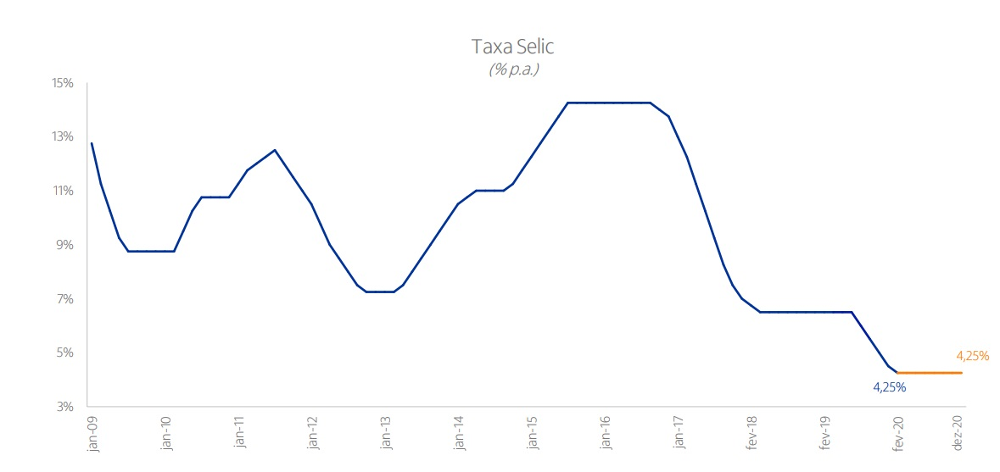 Taxa Selic
(% p.a.)
15%
13%
11%
9%
7%
5%
3%
4,25%
4,25%
jan-09
jan-10
jan-11
jan-12
jan-13
jan-14
jan-15
jan-16
jan-17
fev-18
fev-19
fev-20
dez-20